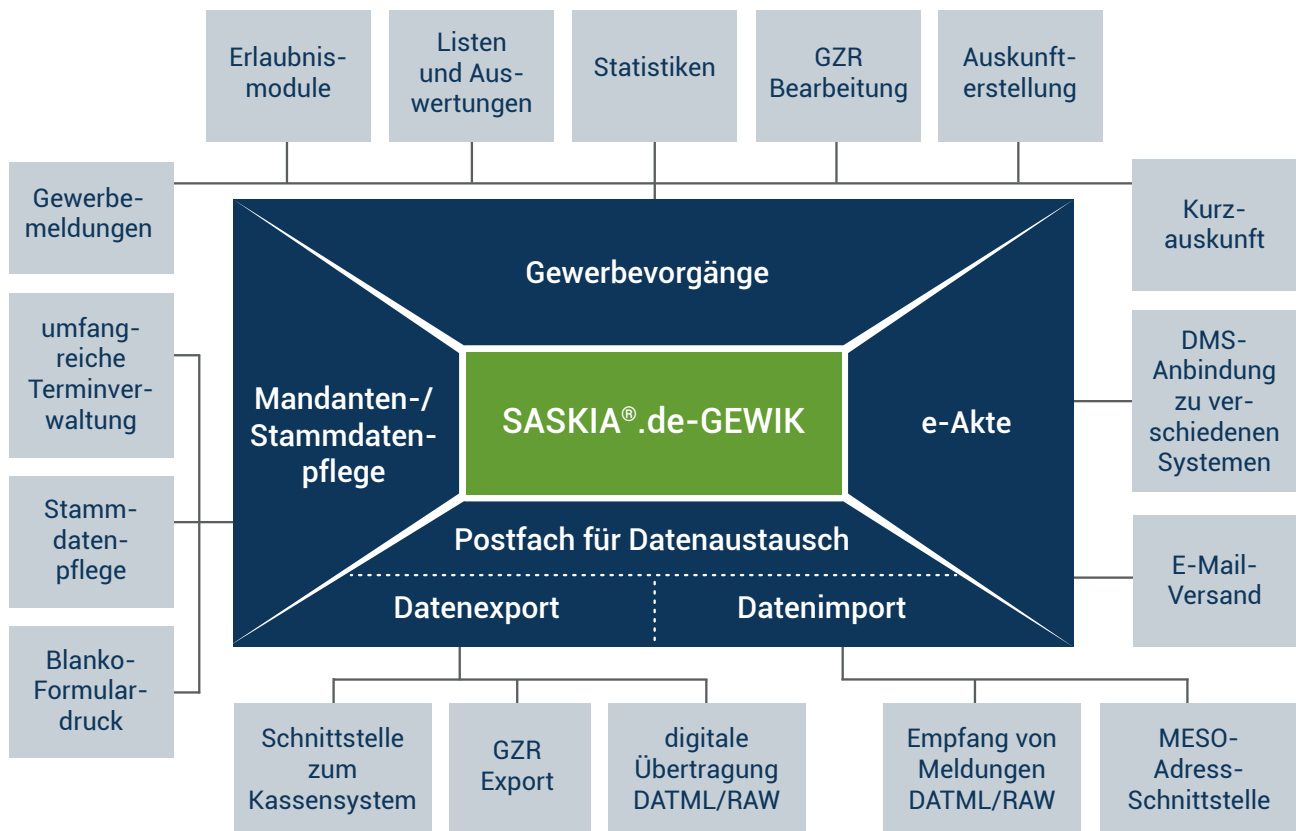 Erlaubnis-
module
Listen
und Aus-
wertungen
Statistiken
GZR
Bearbeitung
Auskunft-
erstellung
Gewerbe-
meldungen
Kurz-
auskunft
Gewerbevorgänge
umfang-
reiche
Terminver-
waltung
DMS-
Anbindung
zu ver-
schiedenen
Systemen
Mandanten-/
Stammdaten-
pflege
SASKIA®.de-GEWIK
e-Akte
Stamm-
daten-
pflege
Postfach für Datenaustausch
E-Mail-
Versand
Datenexport
Datenimport
Blanko-
Formular-
druck
Schnittstelle
zum
Kassensystem
GZR
Export
digitale
Übertragung
DATML/RAW
Empfang von
Meldungen
DATML/RAW
MESO-
Adress-
Schnittstelle